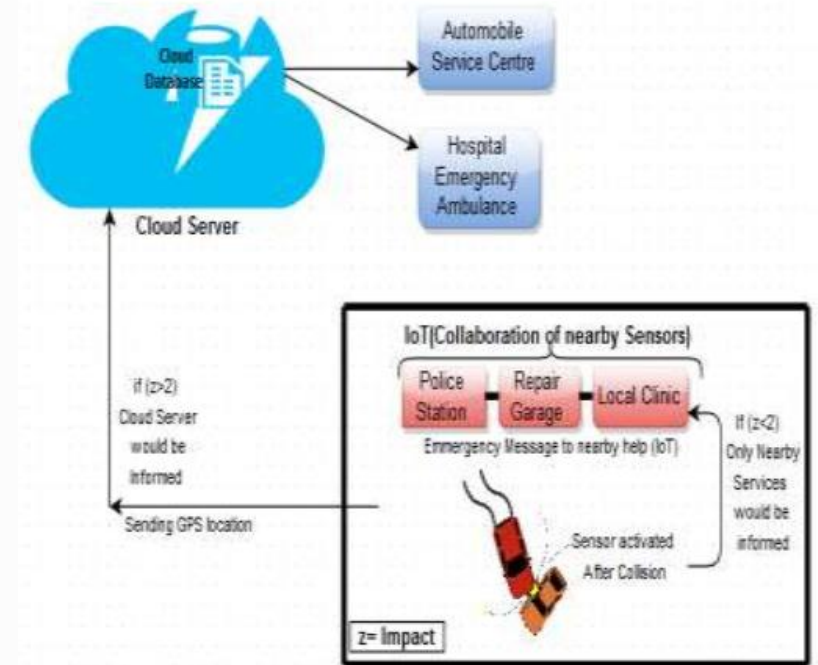 Cloud
Database
Automobile
Service Centre
Hospital
Emergency
Ambulance
Cloud Server
IoT(Collaboration of nearby Sensors)
Police
Station
Repair
Garage
Local Clinic
Emmergency Message to nearby help (IoT)
if (z>2)
Cloud Server
would be
informed
Sending GPS location
If (z<2)
Only Nearby
Services
would be
informed
Sensor activated
After Collision
z= Impact